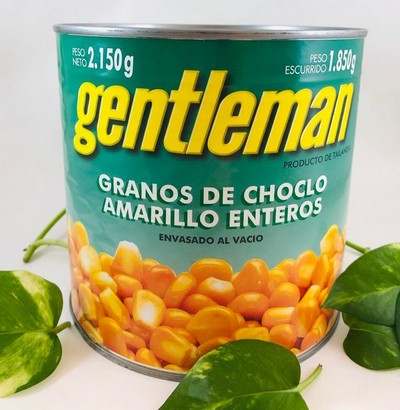 PESO NETO 2.150g
PESO ESCURRIDO 1.850g
gentleman
PRODUCTO DE TAILANDIA
GRANOS DE CHOCLO
AMARILLO ENTEROS
ENVASADO AL VACIO